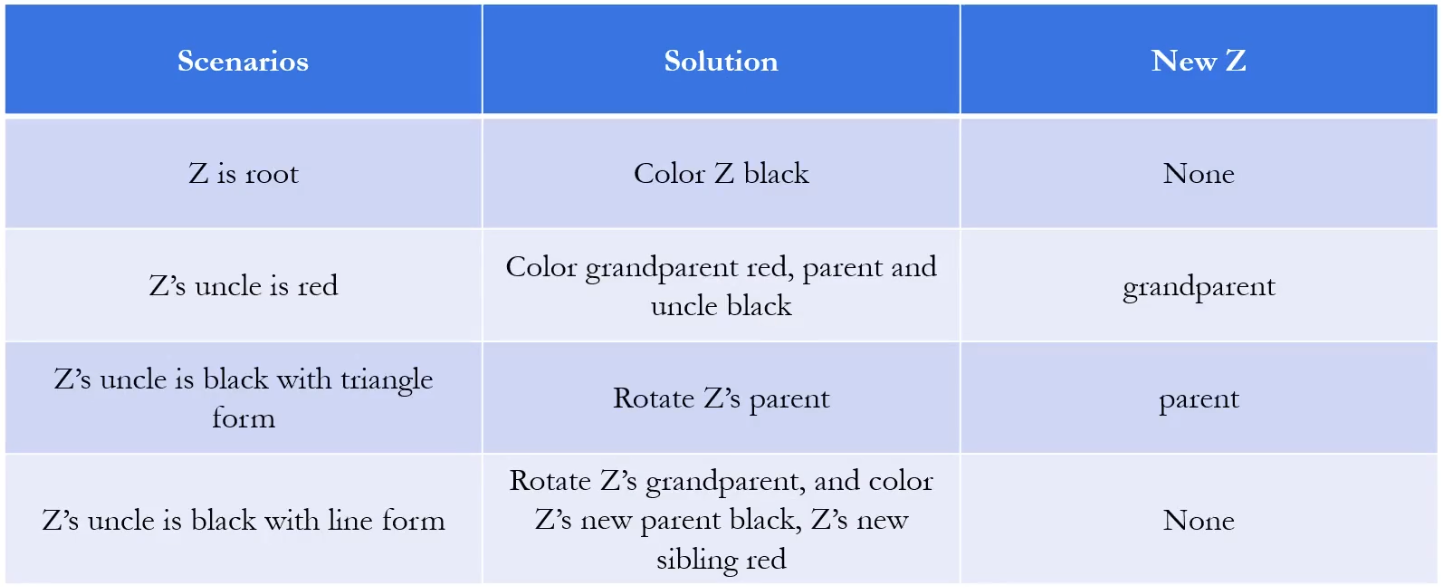 Scenarios
Solution
New Z
Z is root
Color Z black
None
Z’s uncle is red
Color grandparent red, parent and
uncle black
grandparent
Z’s uncle is black with triangle
form
Rotate Z’s parent
parent
Z’s uncle is black with line form
Rotate Z’s grandparent, and color
Z’s new parent black, Z’s new
sibling red
None